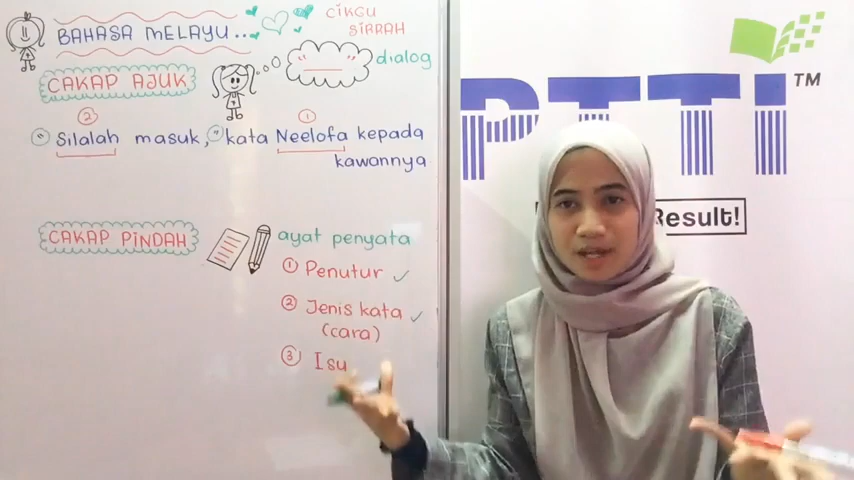 BAHASA MELAYU...
CIKGU
SIRRAH
CAKAP AJUK
" "
dialog
② ①
" Silalah masuk, " kata Neelofa kepada
kawannya
CAKAP PINDAH
ayat penyata
① Penutur ✓
② Jenis kata ✓
(cara)
③ Isu
PTTI™
Result!